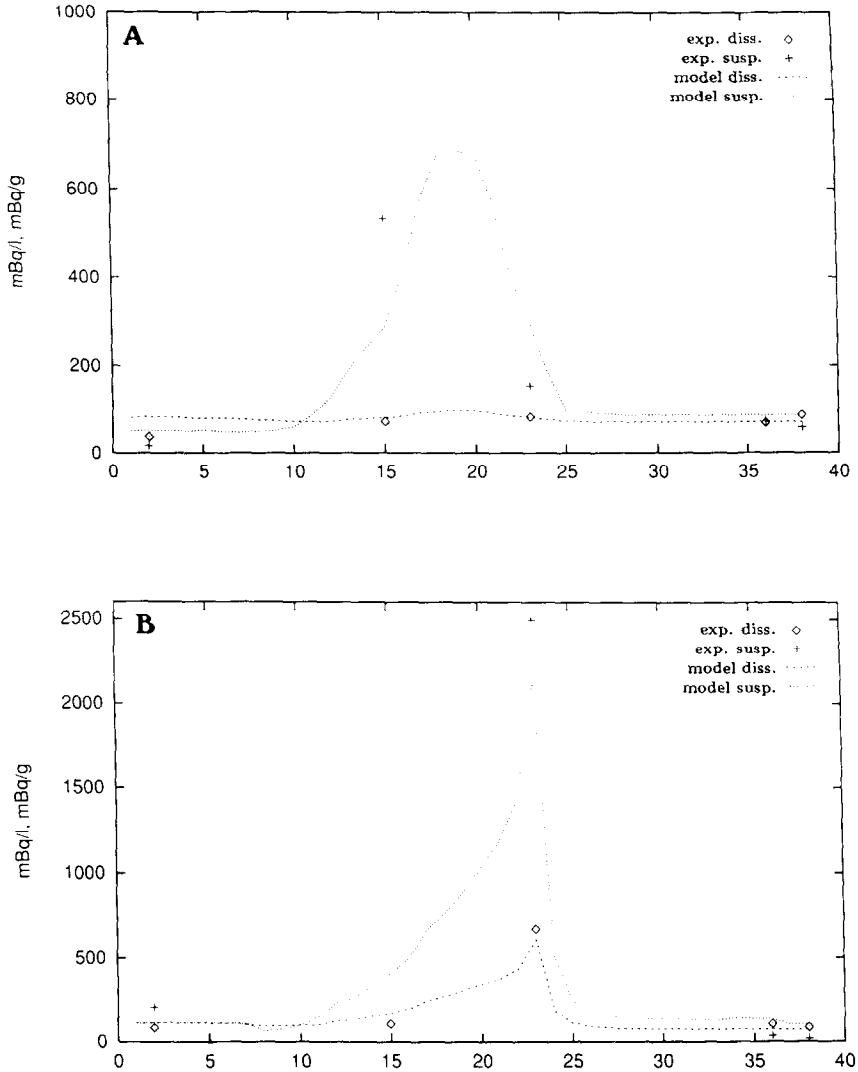 A
1000
800
600
400
200
0
mBq/l, mBq/g
exp. diss.
exp. susp.
model diss.
model susp.
0 5 10 15 20 25 30 35 40
B
2500
2000
1500
1000
500
0
mBq/l, mBq/g
exp. diss.
exp. susp.
model diss.
model susp.
0 5 10 15 20 25 30 35 40